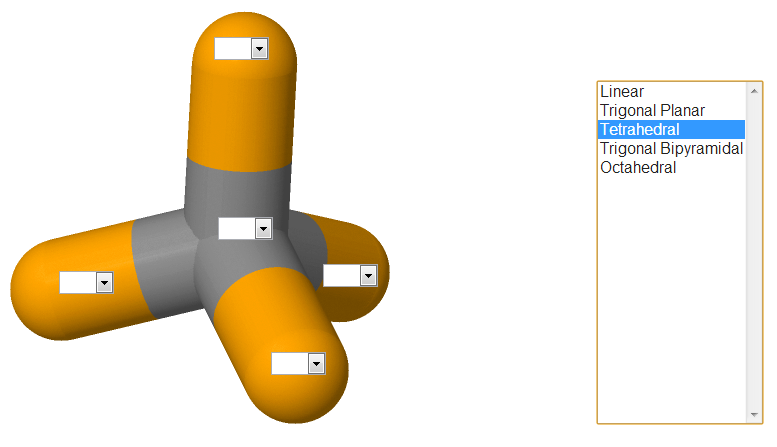 Linear
Trigonal Planar
Tetrahedral
Trigonal Bipyramidal
Octahedral